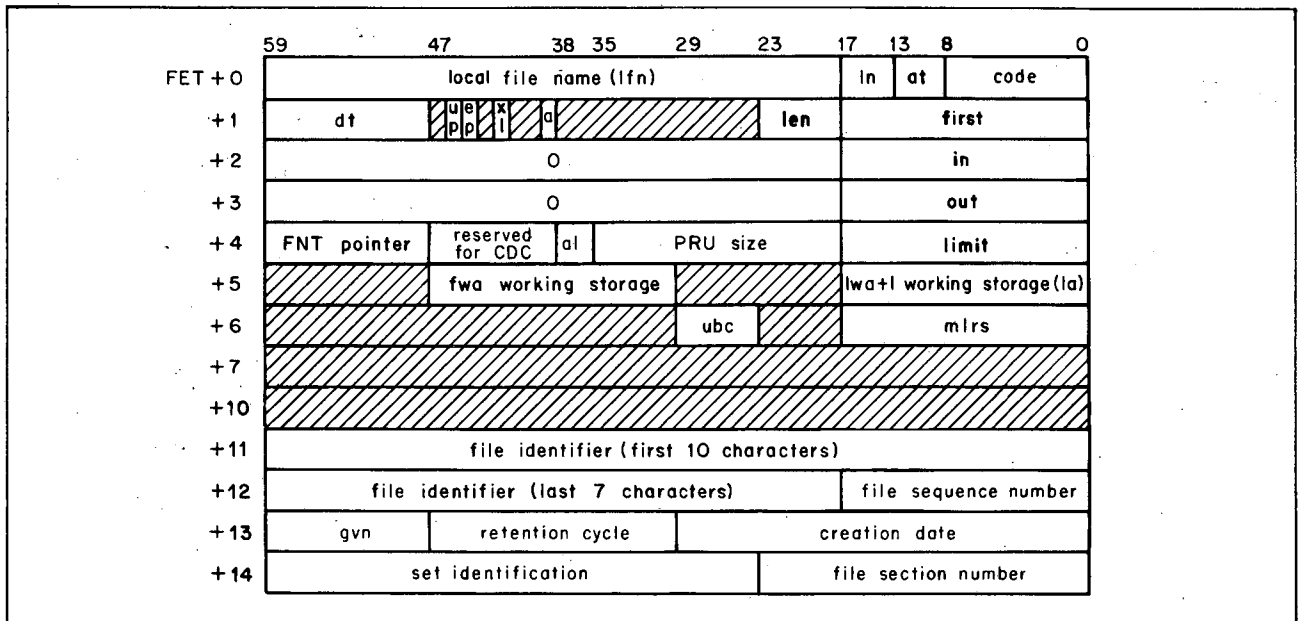 59 47 38 35 29 23 17 13 8 0
FET + 0 local file name (lfn) ln at code
+1 dt up ep xl a len first
+2 0 in
+3 0 out
+4 FNT pointer reserved for CDC al PRU size limit
+5 fwa working storage lwa+1 working storage (la)
+6 ubc mlrs
+7
+10
+11 file identifier (first 10 characters)
+12 file identifier (last 7 characters) file sequence number
+13 gvn retention cycle creation date
+14 set identification file section number